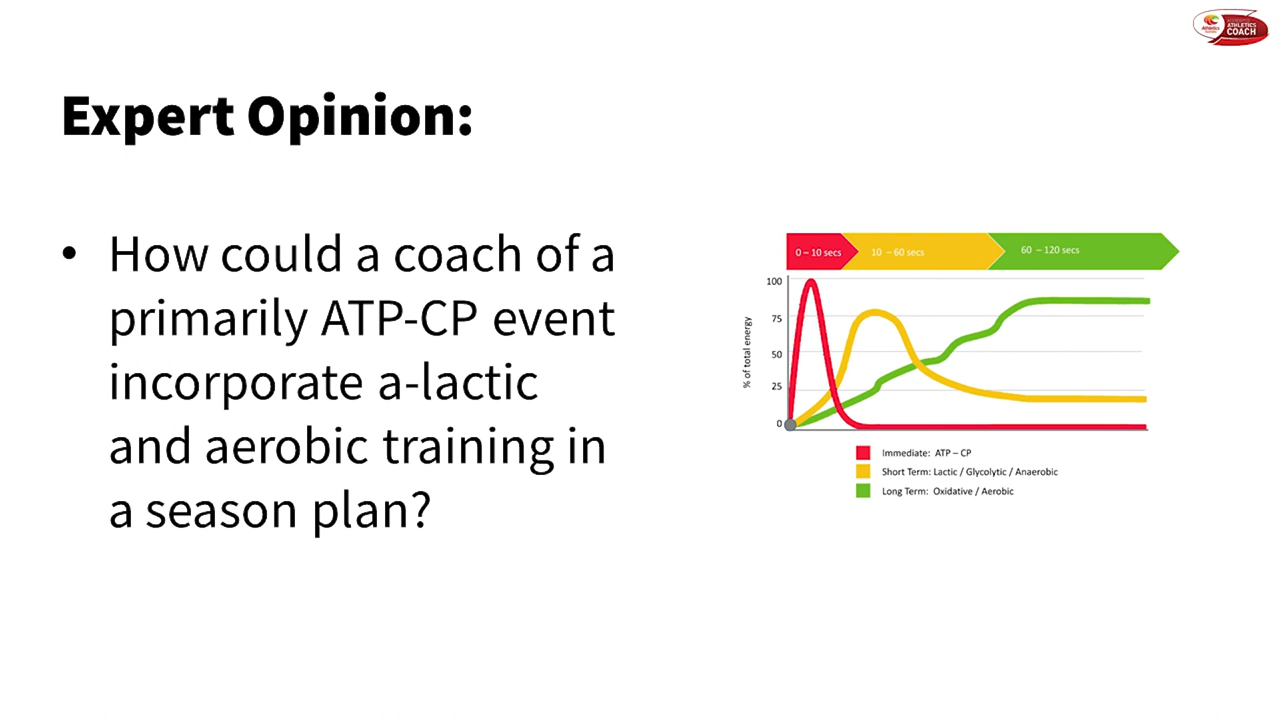 Athletics
ATHLETICS
COACH
Expert Opinion:
• How could a coach of a
primarily ATP-CP event
incorporate a-lactic
and aerobic training in
a season plan?
0 – 10 secs
10 – 60 secs
60 – 120 secs
100
75
50
25
0
% of total energy
Immediate: ATP – CP
Short Term: Lactic / Glycolytic / Anaerobic
Long Term: Oxidative / Aerobic